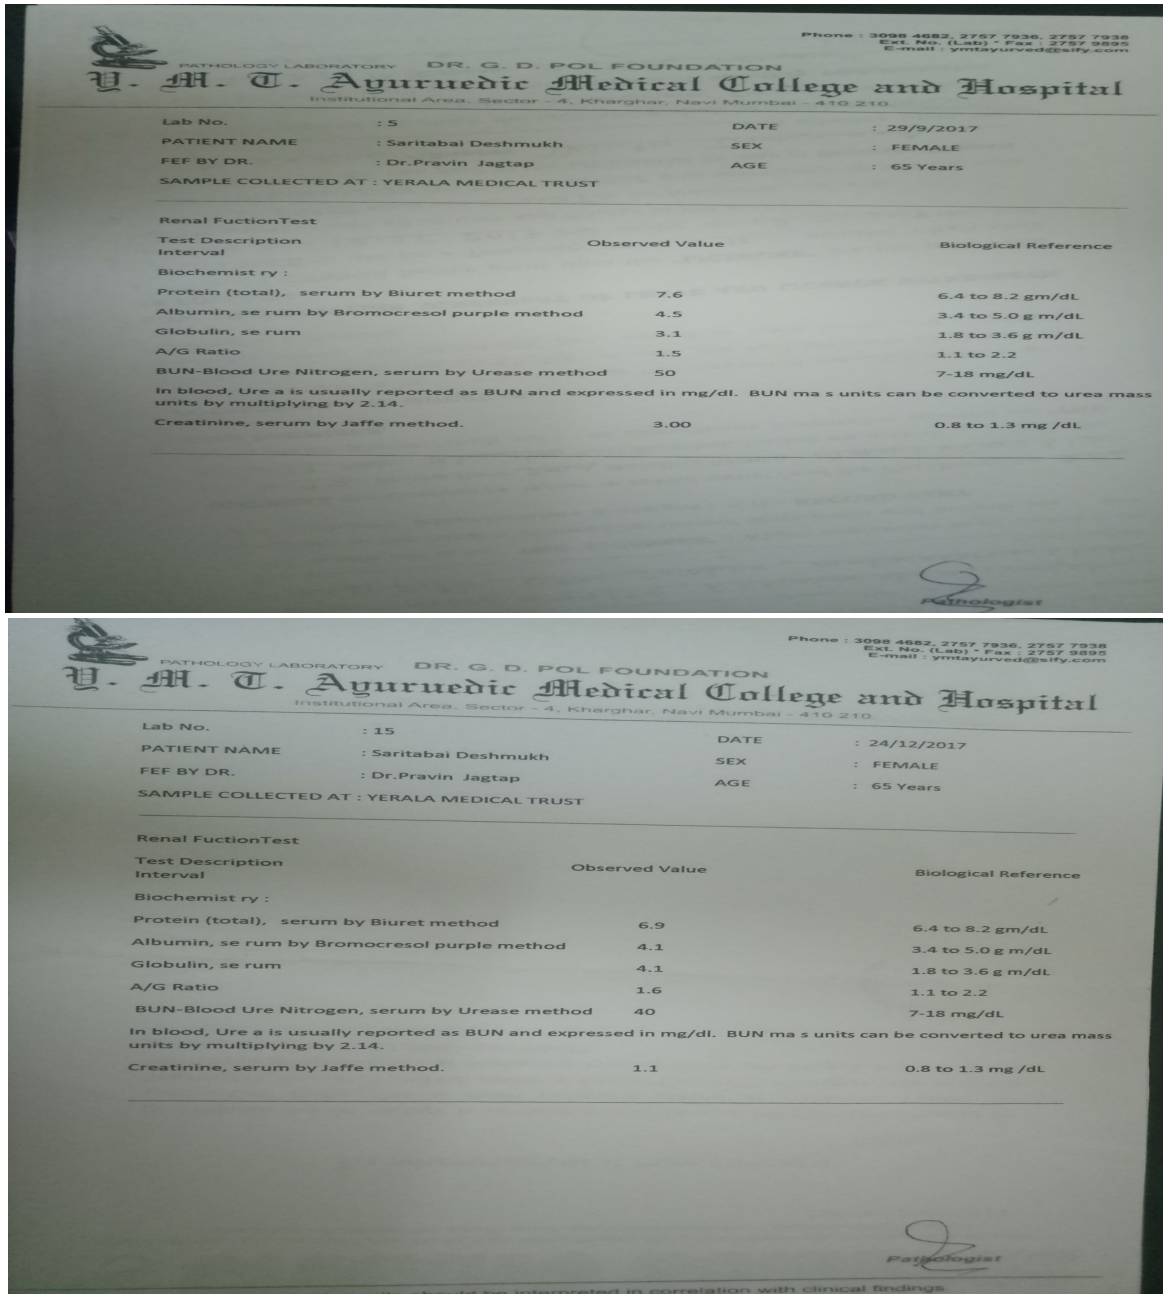 Phone : 3098 4682, 2757 7936, 2757 7938
Ext. No. (Lab) * Fax : 2757 9895
E-mail : ymtayurved@sify.com
PATHOLOGY LABORATORY DR. G. D. POL FOUNDATION
Y. M. T. Ayurvedic Medical College and Hospital
Institutional Area, Sector - 4, Kharghar, Navi Mumbai - 410 210.
Lab No. : 5 DATE : 29/9/2017
PATIENT NAME : Saritabai Deshmukh SEX : FEMALE
FEF BY DR. : Dr.Pravin Jagtap AGE : 65 Years
SAMPLE COLLECTED AT : YERALA MEDICAL TRUST
Renal FuctionTest
Test Description Observed Value Biological Reference
Interval
Biochemist ry :
Protein (total), serum by Biuret method 7.6 6.4 to 8.2 gm/dL
Albumin, se rum by Bromocresol purple method 4.5 3.4 to 5.0 g m/dL
Globulin, se rum 3.1 1.8 to 3.6 g m/dL
A/G Ratio 1.5 1.1 to 2.2
BUN-Blood Ure Nitrogen, serum by Urease method 50 7-18 mg/dL
In blood, Ure a is usually reported as BUN and expressed in mg/dl. BUN ma s units can be converted to urea mass
units by multiplying by 2.14.
Creatinine, serum by Jaffe method. 3.00 0.8 to 1.3 mg /dL
Pathologist
Phone : 3098 4682, 2757 7936, 2757 7938
Ext. No. (Lab) * Fax : 2757 9895
E-mail : ymtayurved@sify.com
PATHOLOGY LABORATORY DR. G. D. POL FOUNDATION
Y. M. T. Ayurvedic Medical College and Hospital
Institutional Area, Sector - 4, Kharghar, Navi Mumbai - 410 210.
Lab No. : 15 DATE : 24/12/2017
PATIENT NAME : Saritabai Deshmukh SEX : FEMALE
FEF BY DR. : Dr.Pravin Jagtap AGE : 65 Years
SAMPLE COLLECTED AT : YERALA MEDICAL TRUST
Renal FuctionTest
Test Description Observed Value Biological Reference
Interval
Biochemist ry :
Protein (total), serum by Biuret method 6.9 6.4 to 8.2 gm/dL
Albumin, se rum by Bromocresol purple method 4.1 3.4 to 5.0 g m/dL
Globulin, se rum 4.1 1.8 to 3.6 g m/dL
A/G Ratio 1.6 1.1 to 2.2
BUN-Blood Ure Nitrogen, serum by Urease method 40 7-18 mg/dL
In blood, Ure a is usually reported as BUN and expressed in mg/dl. BUN ma s units can be converted to urea mass
units by multiplying by 2.14.
Creatinine, serum by Jaffe method. 1.1 0.8 to 1.3 mg /dL
Pathologist
should be interpreted in correlation with clinical findings